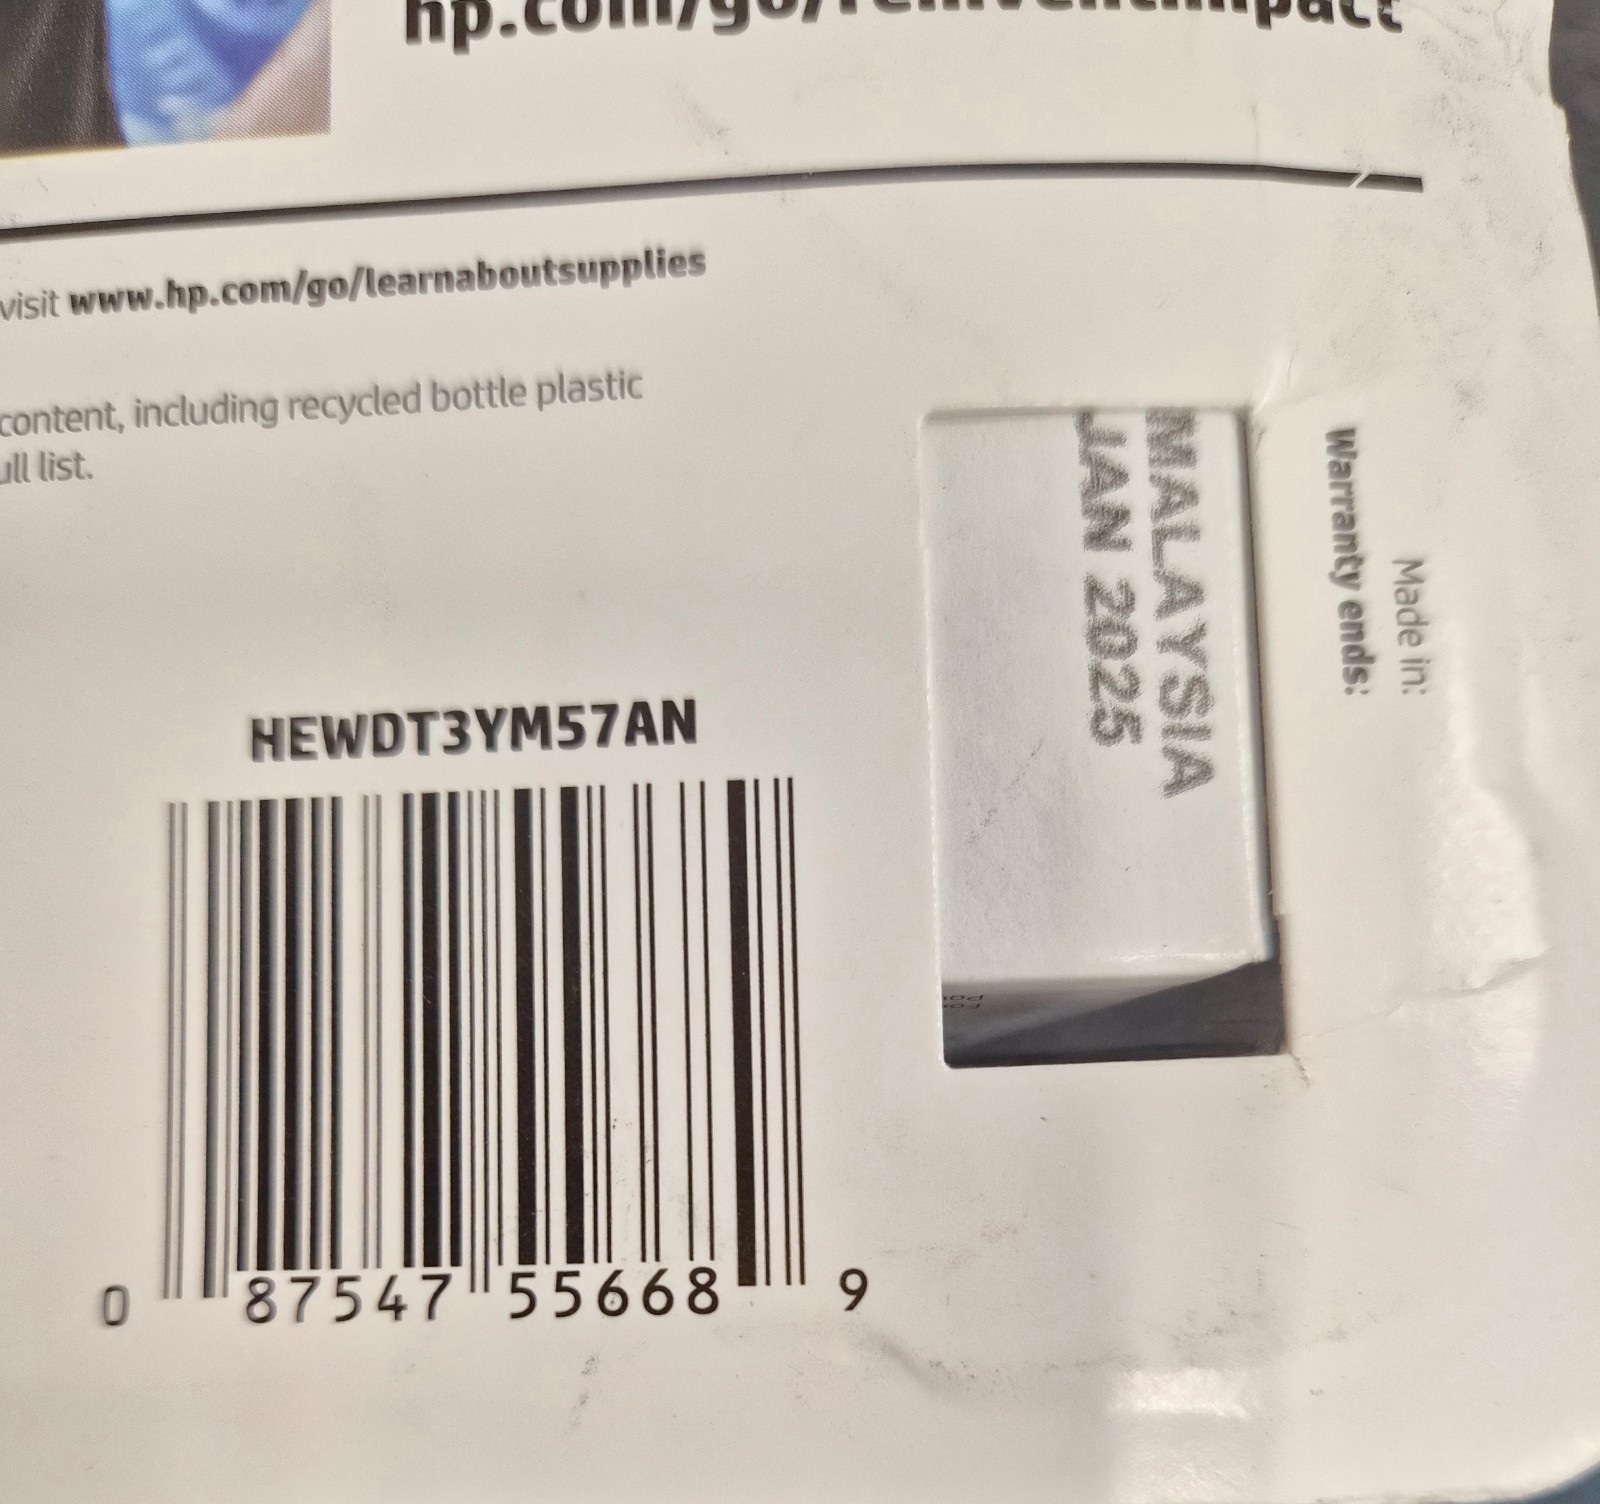 hp.com/go/reinventimpact
visit www.hp.com/go/learnaboutsupplies
content, including recycled bottle plastic
ull list.
Made in:
Warranty ends:
MALAYSIA
JAN 2025
HEWDT3YM57AN
0 87547 55668 9